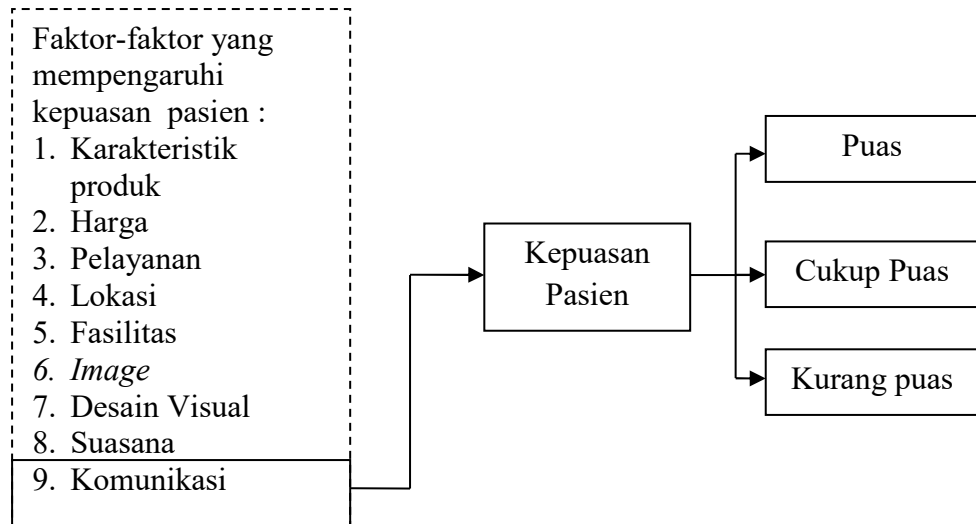 Faktor-faktor yang
mempengaruhi
kepuasan pasien :
1. Karakteristik
produk
2. Harga
3. Pelayanan
4. Lokasi
5. Fasilitas
6. Image
7. Desain Visual
8. Suasana
9. Komunikasi
Kepuasan
Pasien
Puas
Cukup Puas
Kurang puas